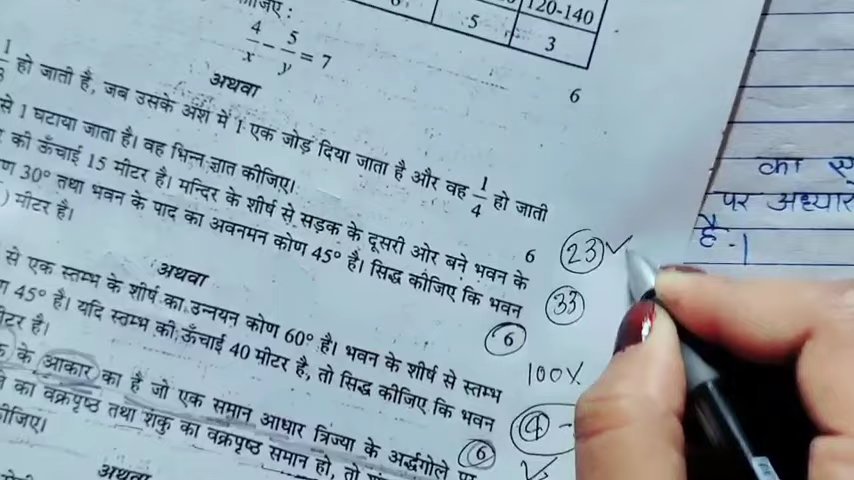 120-140
5
3
4/x - 5/y = 7
6
अथवा
1/3 हो जाती है, जब उसके अंश में 1 एक जोड़ दिया जाता है और वह 1/4 हो जाती
से 1 घटाया जाता है। वह भिन्न ज्ञात कीजिए।
6
की ऊँचाई 15 मीटर है। मन्दिर के शीर्ष से सड़क के दूसरी ओर बने भवन के
30° तथा भवन के पाद का अवनमन कोण 45° है। सिद्ध कीजिए कि भवन
) मीटर है।
6
अथवा
से एक स्तम्भ के शीर्ष का उन्नयन कोण 60° है। भवन के शीर्ष से स्तम्भ
45° है। यदि स्तम्भ की ऊँचाई 40 मीटर है, तो सिद्ध कीजिए कि भवन
6
के आकार का है जो एक समान आधार त्रिज्या के अर्द्धगोले पर
का वक्रपृष्ठ तथा शंकु का वक्रपृष्ठ समान हो, तो
अथवा
23 ✓
33
100%
4 -
का
पर
है -।